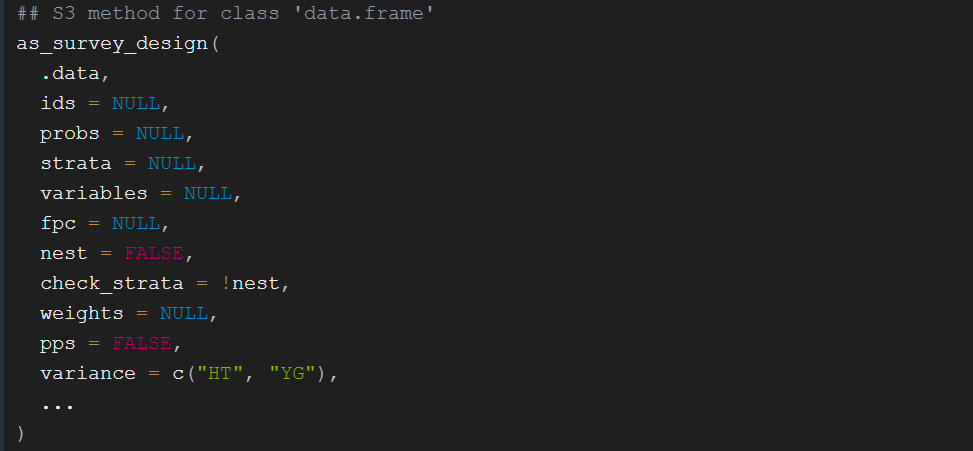 ## S3 method for class 'data.frame'
as_survey_design(
  .data,
  ids = NULL,
  probs = NULL,
  strata = NULL,
  variables = NULL,
  fpc = NULL,
  nest = FALSE,
  check_strata = !nest,
  weights = NULL,
  pps = FALSE,
  variance = c("HT", "YG"),
  ...
)